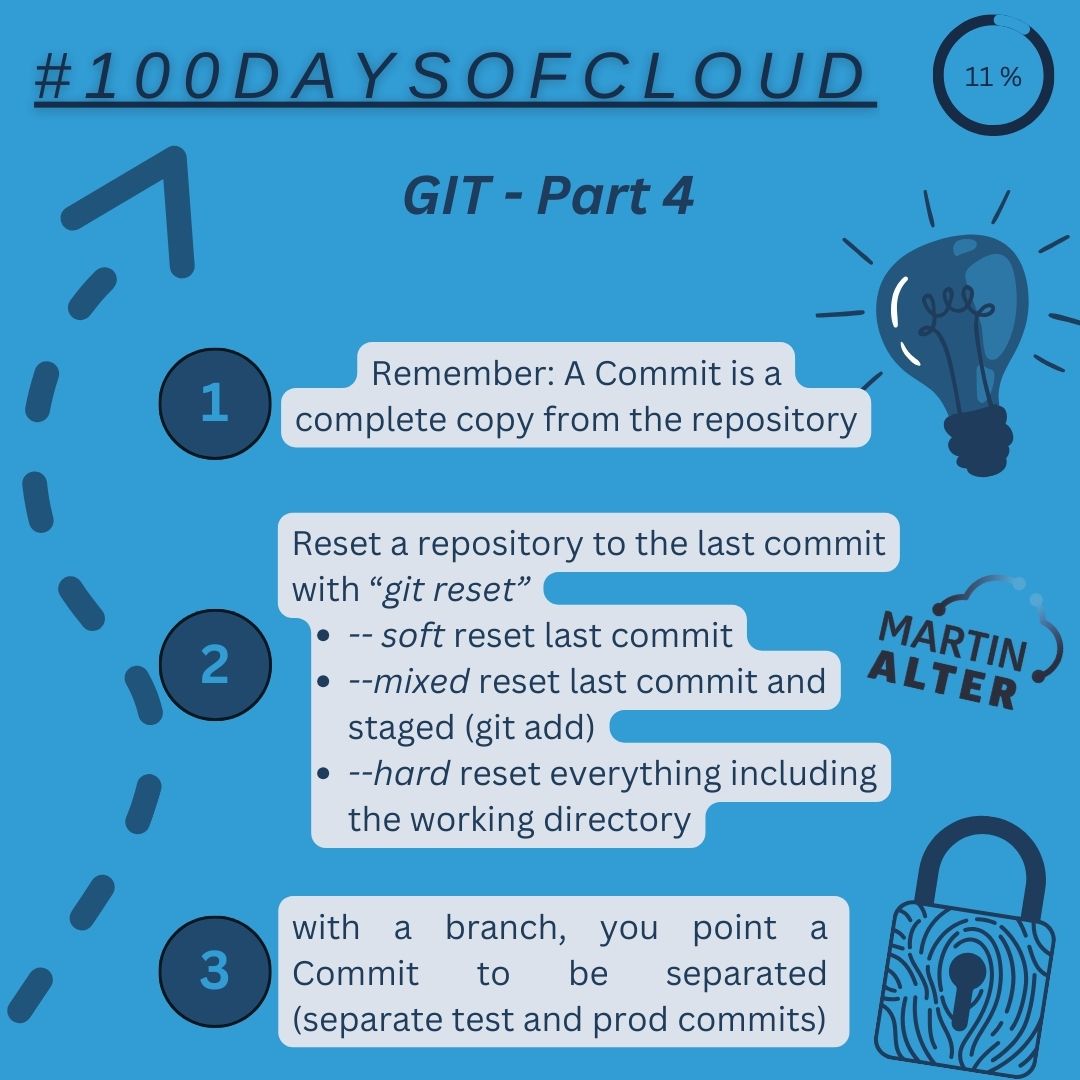 #100DAYSOFCLOUD
11 %
GIT - Part 4
1
Remember: A Commit is a
complete copy from the repository
2
Reset a repository to the last commit
with “git reset”
• -- soft reset last commit
• --mixed reset last commit and
staged (git add)
• --hard reset everything including
the working directory
MARTIN
ALTER
3
with a branch, you point a
Commit to be separated
(separate test and prod commits)